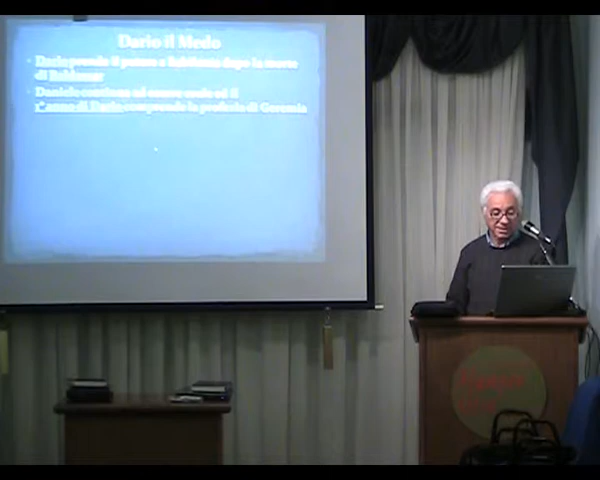 Dario il Medo
Dario prende il potere a Babilonia dopo la morte
di Baldassar
Daniele continua ad essere usato ed il
1° anno di Dario comprende la profezia di Geremia